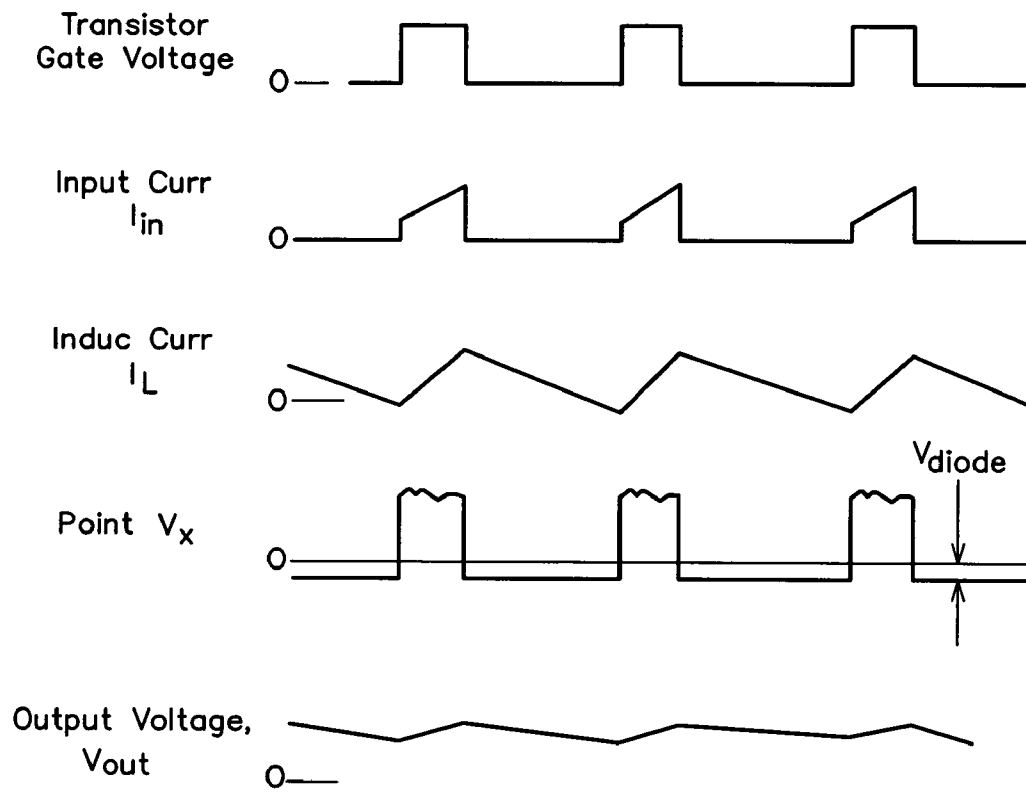 Transistor
Gate Voltage
0
Input Curr
Iin
0
Induc Curr
IL
0
Vdiode
Point Vx
0
Output Voltage,
Vout
0